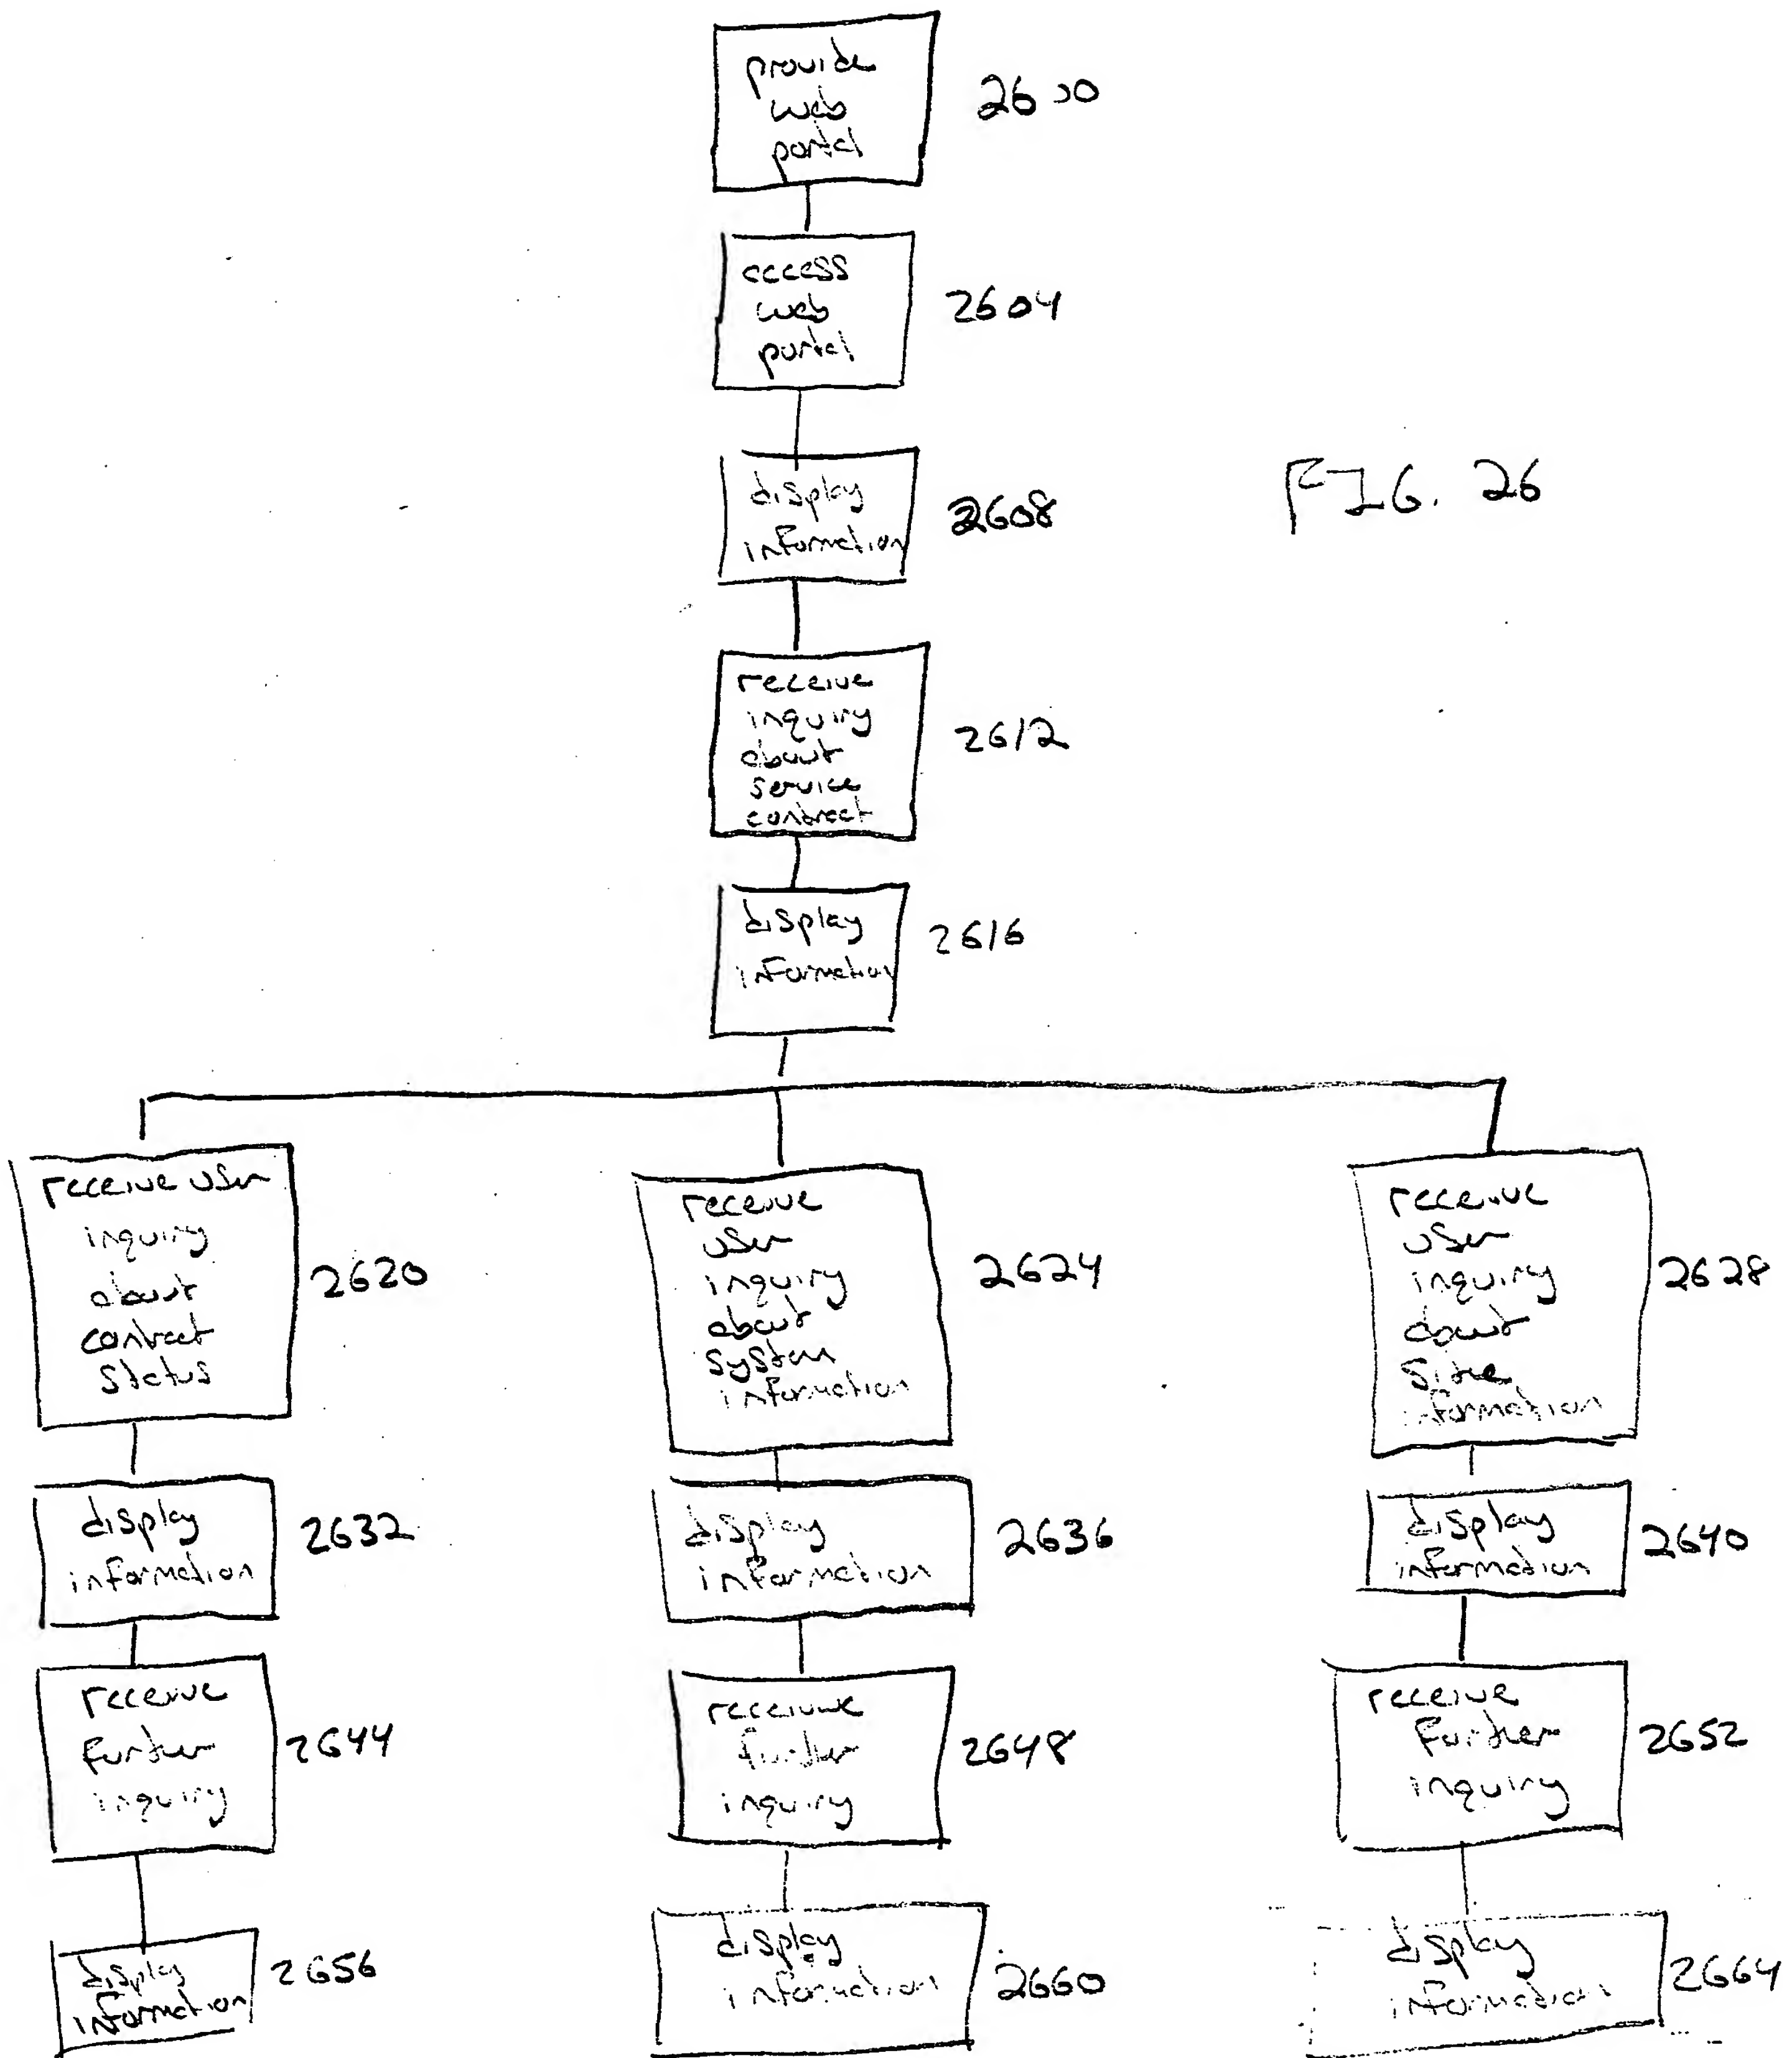 provide
web
portal
2600
access
web
portal
2604
display
information
2608
FIG. 26
receive
inquiry
about
service
contract
2612
display
information
2616
receive user
inquiry
about
contract
status
2620
receive
user
inquiry
about
system
information
2624
receive
user
inquiry
about
site
information
2628
display
information
2632
display
information
2636
display
information
2640
receive
further
inquiry
2644
receive
further
inquiry
2648
receive
further
inquiry
2652
display
information
2656
display
information
2660
display
information
2664